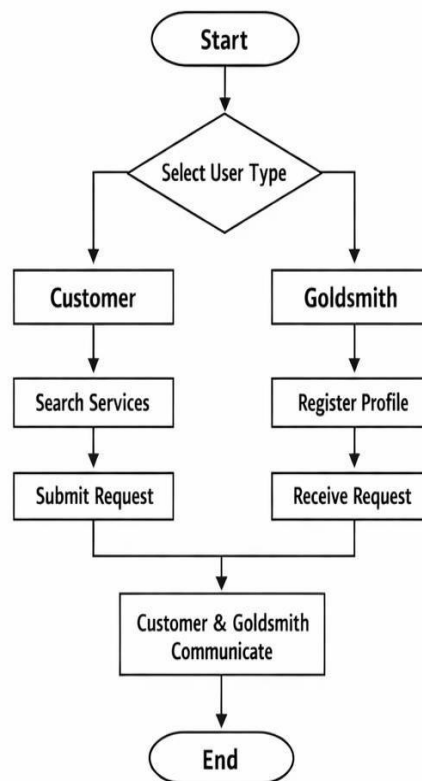 Start
Select User Type
Customer
Goldsmith
Search Services
Register Profile
Submit Request
Receive Request
Customer & Goldsmith
Communicate
End